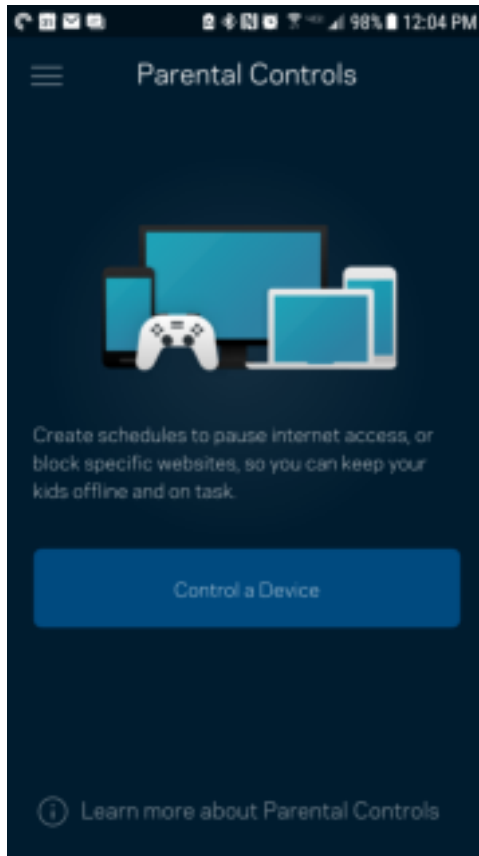 98% 12:04 PM
Parental Controls
Create schedules to pause internet access, or
block specific websites, so you can keep your
kids offline and on task.
Control a Device
Learn more about Parental Controls